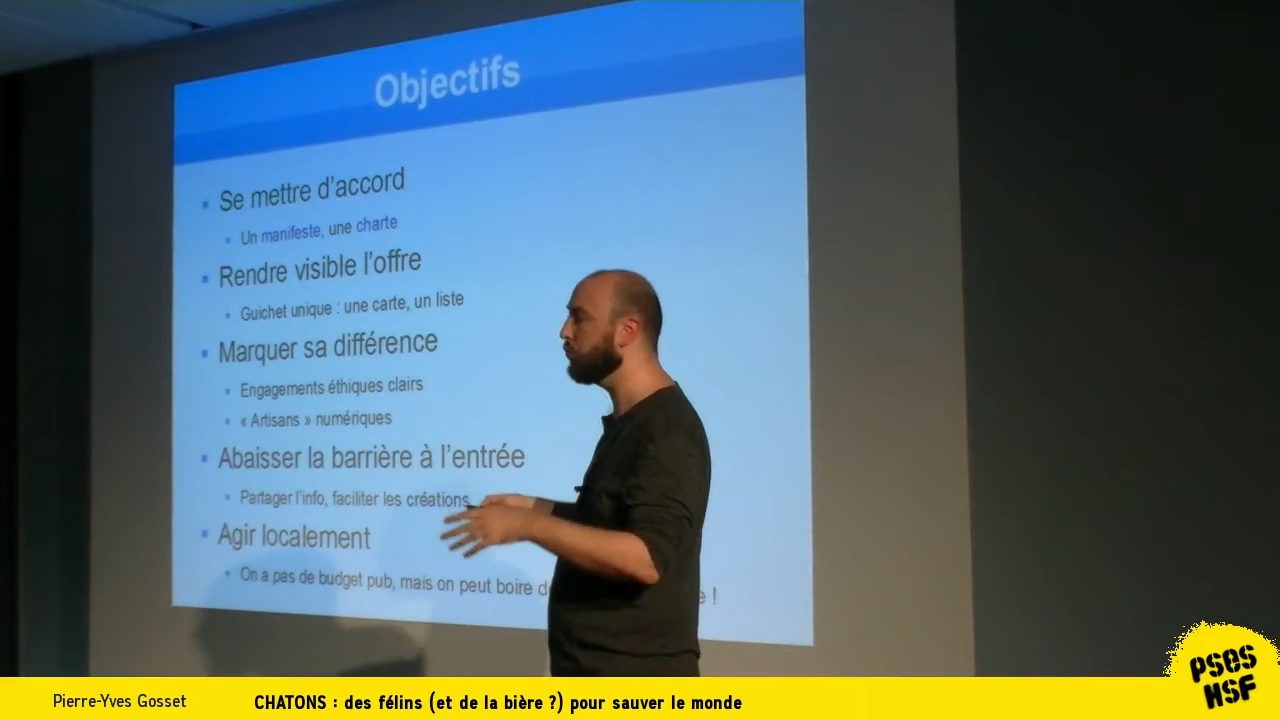 Objectifs
Se mettre d'accord
Un manifeste, une charte
Rendre visible l'offre
Guichet unique : une carte, un liste
Marquer sa différence
Engagements éthiques clairs
« Artisans » numériques
Abaisser la barrière à l'entrée
Partager l'info, faciliter les créations
Agir localement
On a pas de budget pub, mais on peut boire d e !
PSES
HSF
Pierre-Yves Gosset
CHATONS : des félins (et de la bière ?) pour sauver le monde